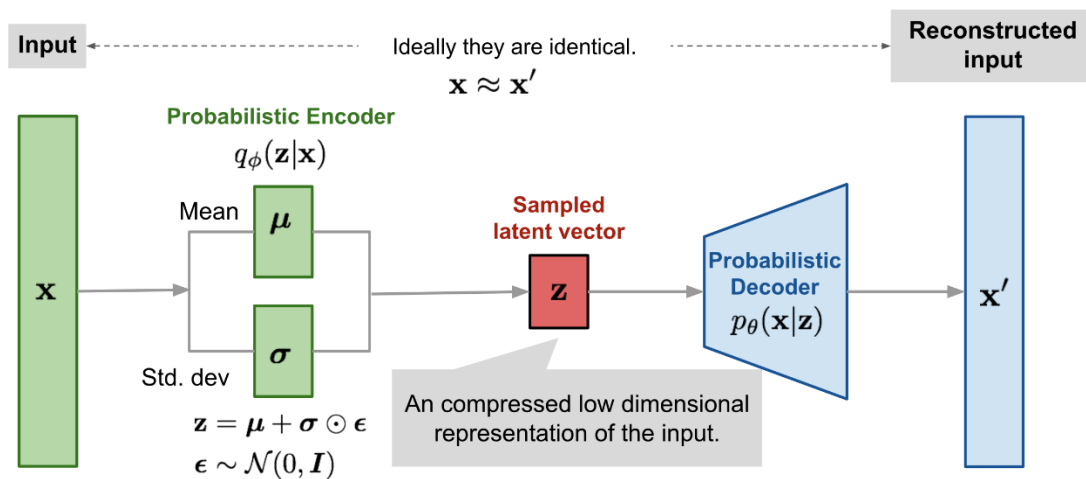 Input
Ideally they are identical.
x ≈ x′
Reconstructed
input
Probabilistic Encoder
qϕ(z|x)
Mean
μ
Std. dev
σ
z = μ + σ ⊙ ϵ
ϵ ∼ 𝒩(0, I)
x
Sampled
latent vector
z
An compressed low dimensional
representation of the input.
Probabilistic
Decoder
pθ(x|z)
x′